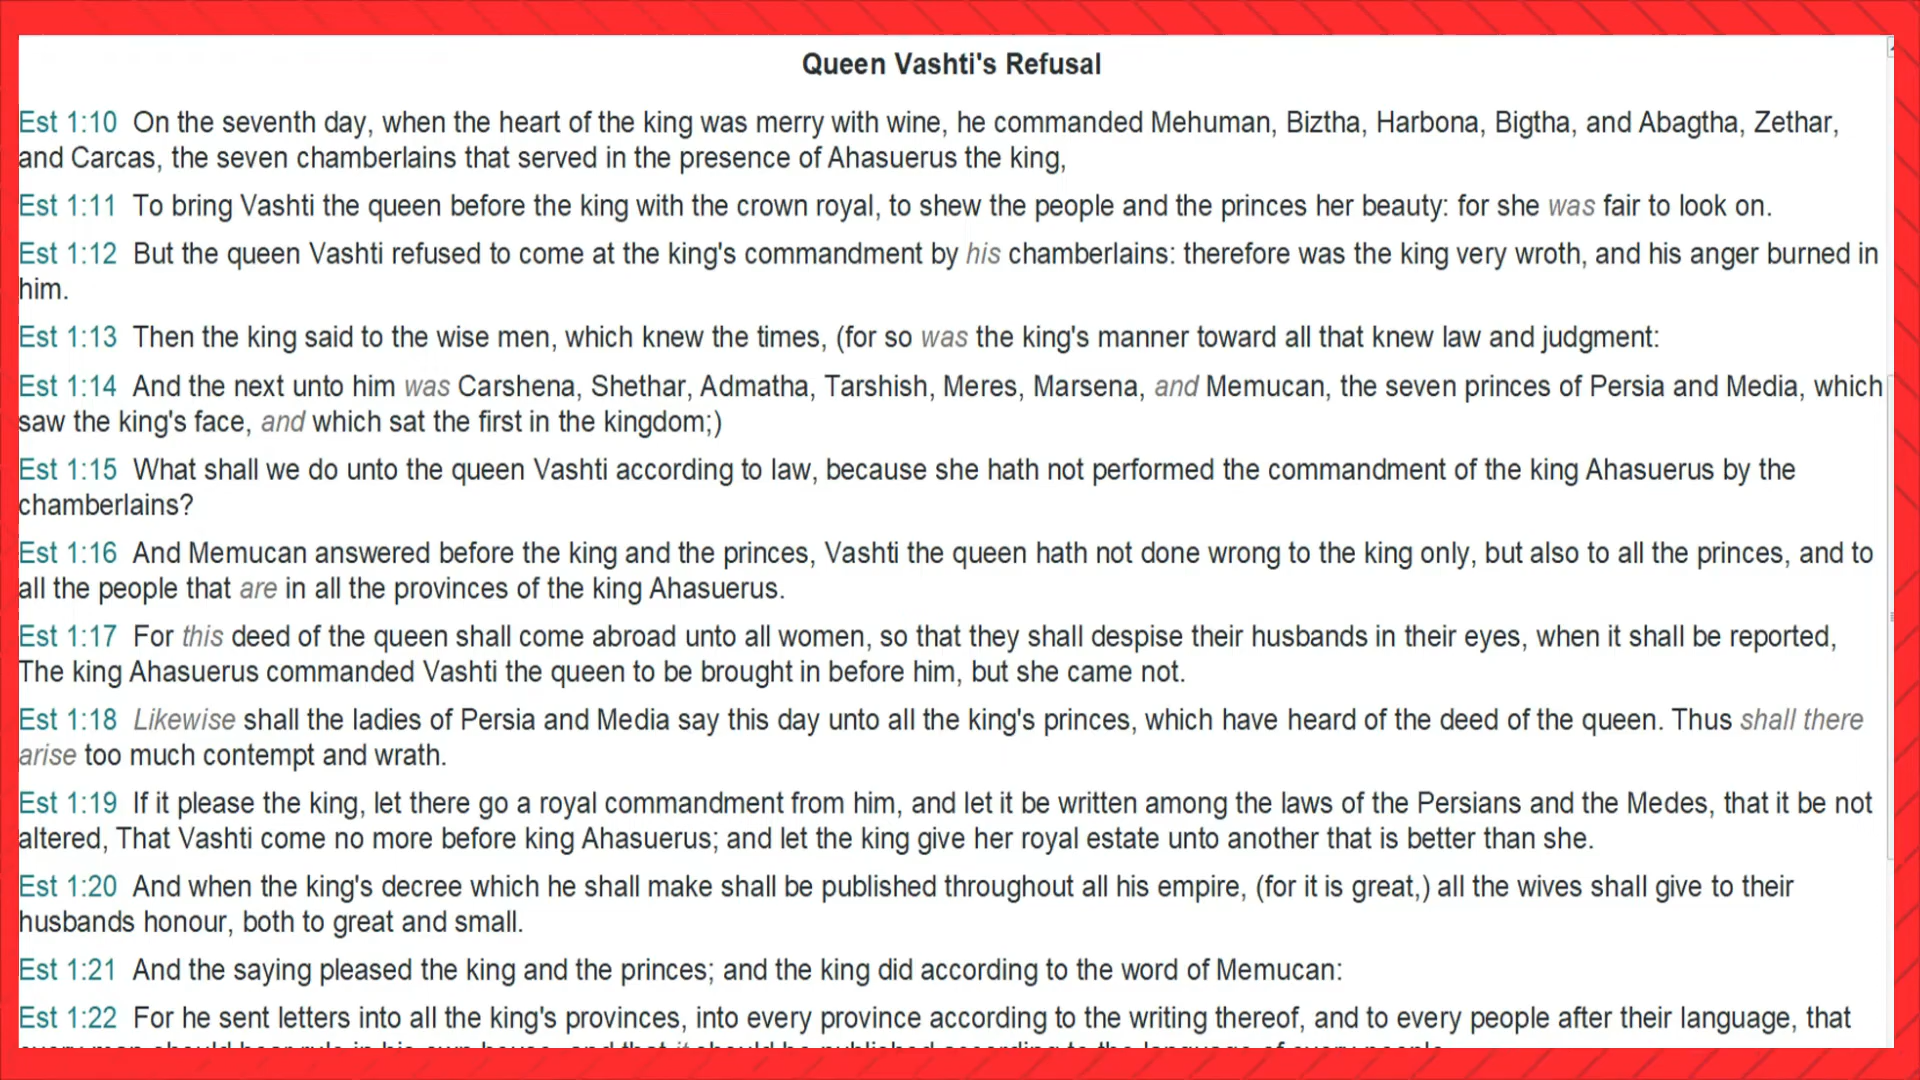 Queen Vashti's Refusal
Est 1:10 On the seventh day, when the heart of the king was merry with wine, he commanded Mehuman, Biztha, Harbona, Bigtha, and Abagtha, Zethar,
and Carcas, the seven chamberlains that served in the presence of Ahasuerus the king,
Est 1:11 To bring Vashti the queen before the king with the crown royal, to shew the people and the princes her beauty: for she was fair to look on.
Est 1:12 But the queen Vashti refused to come at the king's commandment by his chamberlains: therefore was the king very wroth, and his anger burned in
him.
Est 1:13 Then the king said to the wise men, which knew the times, (for so was the king's manner toward all that knew law and judgment:
Est 1:14 And the next unto him was Carshena, Shethar, Admatha, Tarshish, Meres, Marsena, and Memucan, the seven princes of Persia and Media, which
saw the king's face, and which sat the first in the kingdom;)
Est 1:15 What shall we do unto the queen Vashti according to law, because she hath not performed the commandment of the king Ahasuerus by the
chamberlains?
Est 1:16 And Memucan answered before the king and the princes, Vashti the queen hath not done wrong to the king only, but also to all the princes, and to
all the people that are in all the provinces of the king Ahasuerus.
Est 1:17 For this deed of the queen shall come abroad unto all women, so that they shall despise their husbands in their eyes, when it shall be reported,
The king Ahasuerus commanded Vashti the queen to be brought in before him, but she came not.
Est 1:18 Likewise shall the ladies of Persia and Media say this day unto all the king's princes, which have heard of the deed of the queen. Thus shall there
arise too much contempt and wrath.
Est 1:19 If it please the king, let there go a royal commandment from him, and let it be written among the laws of the Persians and the Medes, that it be not
altered, That Vashti come no more before king Ahasuerus; and let the king give her royal estate unto another that is better than she.
Est 1:20 And when the king's decree which he shall make shall be published throughout all his empire, (for it is great,) all the wives shall give to their
husbands honour, both to great and small.
Est 1:21 And the saying pleased the king and the princes; and the king did according to the word of Memucan:
Est 1:22 For he sent letters into all the king's provinces, into every province according to the writing thereof, and to every people after their language, that